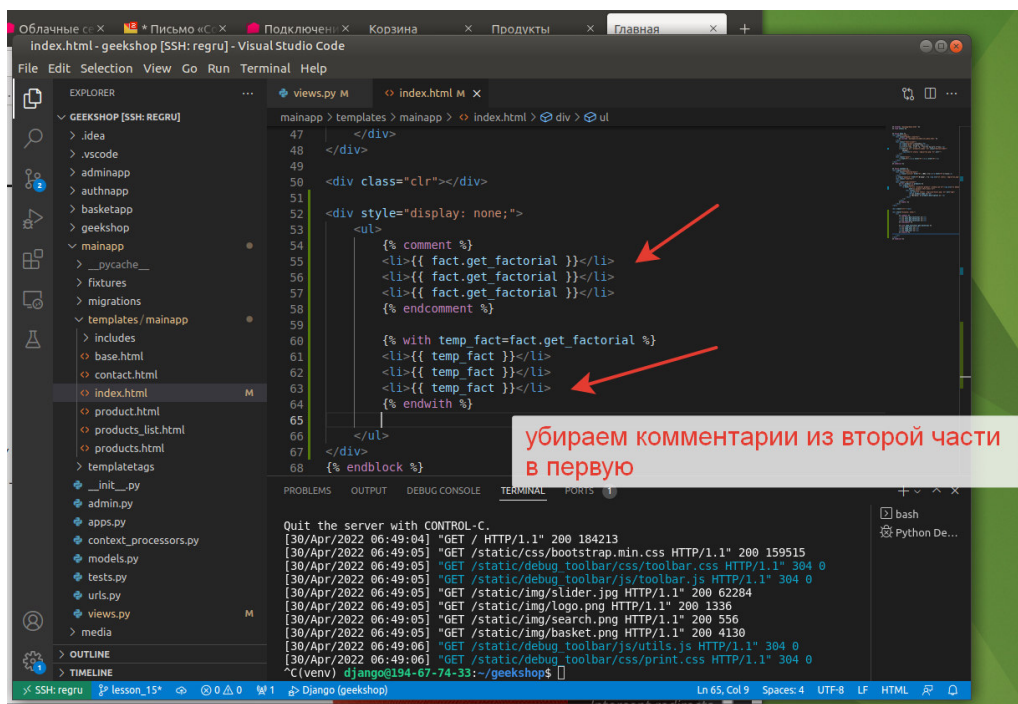 Облачные се × * Письмо «Се × Подключени × Корзина × Продукты × Главная × +
index.html - geekshop [SSH: regru] - Visual Studio Code
File Edit Selection View Go Run Terminal Help
EXPLORER ···
GEEKSHOP [SSH: REGRU]
> .idea
> .vscode
> adminapp
> authnapp
> basketapp
> geekshop
mainapp
> __pycache__
> fixtures
> migrations
templates / mainapp
> includes
<> base.html
<> contact.html
<> index.html M
<> product.html
<> products_list.html
<> products.html
> templatetags
__init__.py
admin.py
apps.py
context_processors.py
models.py
tests.py
urls.py
views.py M
> media
> OUTLINE
> TIMELINE
2
1
views.py M <> index.html M ×
mainapp > templates > mainapp > <> index.html > div > ul
47 </div>
48 </div>
49
50 <div class="clr"></div>
51
52 <div style="display: none;">
53 <ul>
54 {% comment %}
55 <li>{{ fact.get_factorial }}</li>
56 <li>{{ fact.get_factorial }}</li>
57 <li>{{ fact.get_factorial }}</li>
58 {% endcomment %}
59
60 {% with temp_fact=fact.get_factorial %}
61 <li>{{ temp_fact }}</li>
62 <li>{{ temp_fact }}</li>
63 <li>{{ temp_fact }}</li>
64 {% endwith %}
65
66 </ul>
67 </div>
68 {% endblock %}
убираем комментарии из второй части
в первую
PROBLEMS OUTPUT DEBUG CONSOLE TERMINAL PORTS 1
bash
Python De...
Quit the server with CONTROL-C.
[30/Apr/2022 06:49:04] "GET / HTTP/1.1" 200 184213
[30/Apr/2022 06:49:05] "GET /static/css/bootstrap.min.css HTTP/1.1" 200 159515
[30/Apr/2022 06:49:05] "GET /static/debug_toolbar/css/toolbar.css HTTP/1.1" 304 0
[30/Apr/2022 06:49:05] "GET /static/debug_toolbar/js/toolbar.js HTTP/1.1" 304 0
[30/Apr/2022 06:49:05] "GET /static/img/slider.jpg HTTP/1.1" 200 62284
[30/Apr/2022 06:49:05] "GET /static/img/logo.png HTTP/1.1" 200 1336
[30/Apr/2022 06:49:05] "GET /static/img/search.png HTTP/1.1" 200 556
[30/Apr/2022 06:49:05] "GET /static/img/basket.png HTTP/1.1" 200 4130
[30/Apr/2022 06:49:06] "GET /static/debug_toolbar/js/utils.js HTTP/1.1" 304 0
[30/Apr/2022 06:49:06] "GET /static/debug_toolbar/css/print.css HTTP/1.1" 304 0
^C(venv) django@194-67-74-33:~/geekshop$
SSH: regru lesson_15* 0 0 1 Django (geekshop) Ln 65, Col 9 Spaces: 4 UTF-8 LF HTML